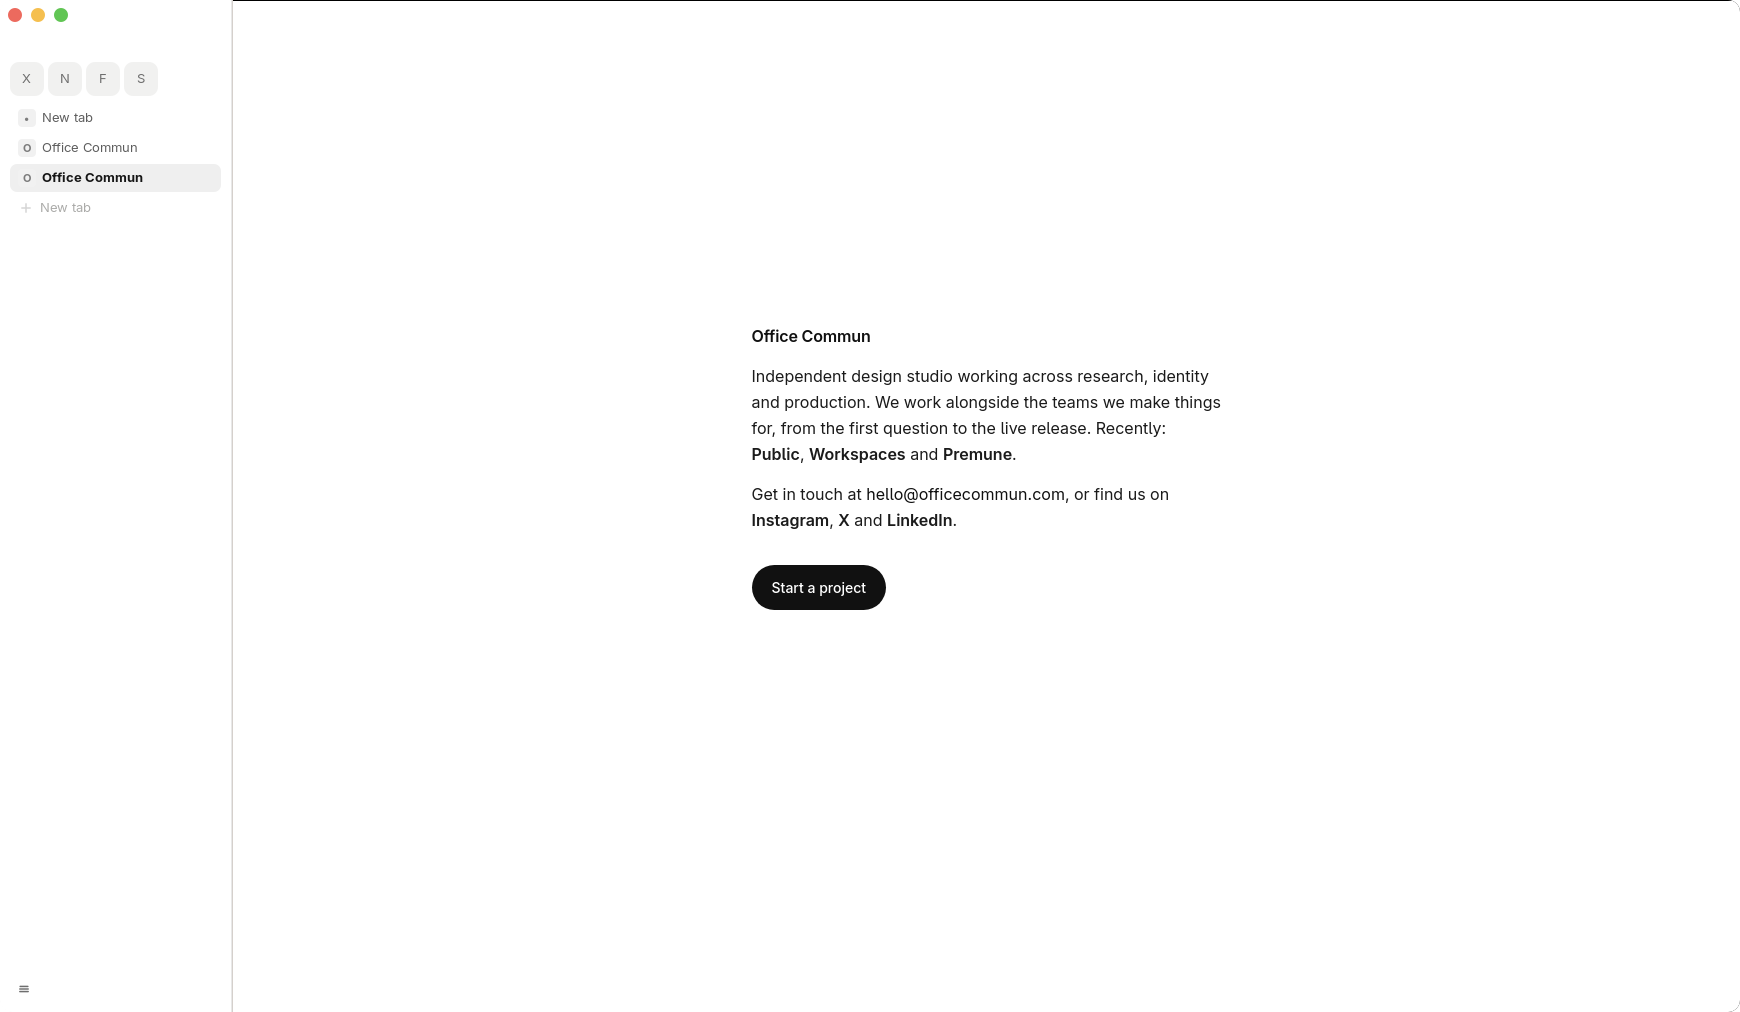 X N F S
New tab
O Office Commun
O Office Commun
+ New tab
Office Commun
Independent design studio working across research, identity
and production. We work alongside the teams we make things
for, from the first question to the live release. Recently:
Public, Workspaces and Premune.
Get in touch at hello@officecommun.com, or find us on
Instagram, X and LinkedIn.
Start a project